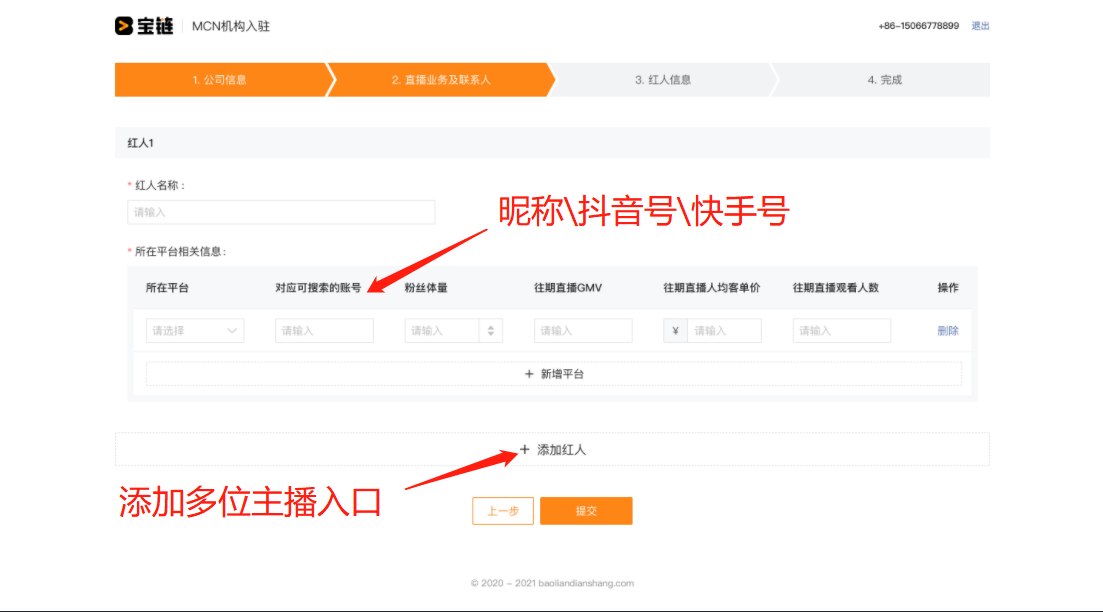 宝链 MCN机构入驻 +86-15066778899 退出
1. 公司信息 2. 直播业务及联系人 3. 红人信息 4. 完成
红人1
* 红人名称：
请输入
昵称\抖音号\快手号
* 所在平台相关信息：
所在平台 对应可搜索的账号 粉丝体量 往期直播GMV 往期直播人均客单价 往期直播观看人数 操作
请选择 请输入 请输入 请输入 ¥ 请输入 请输入 删除
+ 新增平台
+ 添加红人
添加多位主播入口
上一步 提交
© 2020 - 2021 baoliandianshang.com